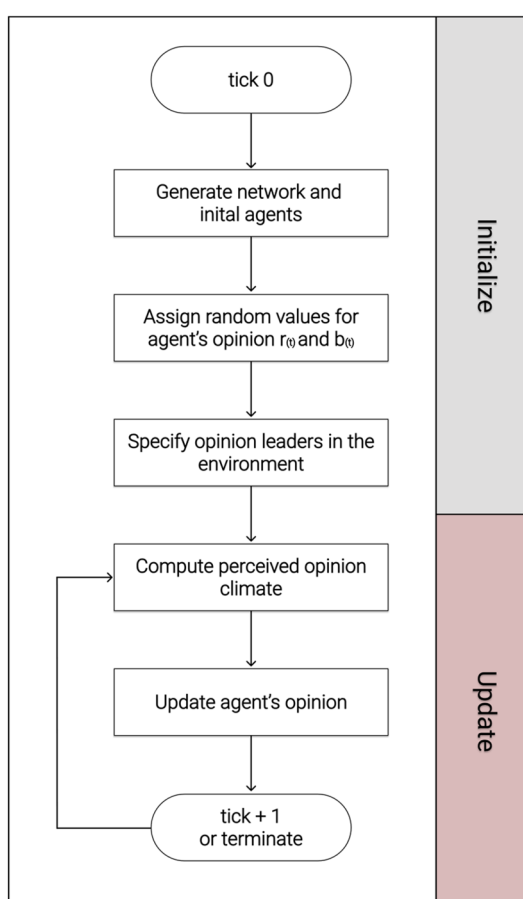 tick 0
Generate network and
inital agents
Assign random values for
agent's opinion r(t) and b(t)
Specify opinion leaders in the
environment
Initialize
Compute perceived opinion
climate
Update agent's opinion
tick + 1
or terminate
Update